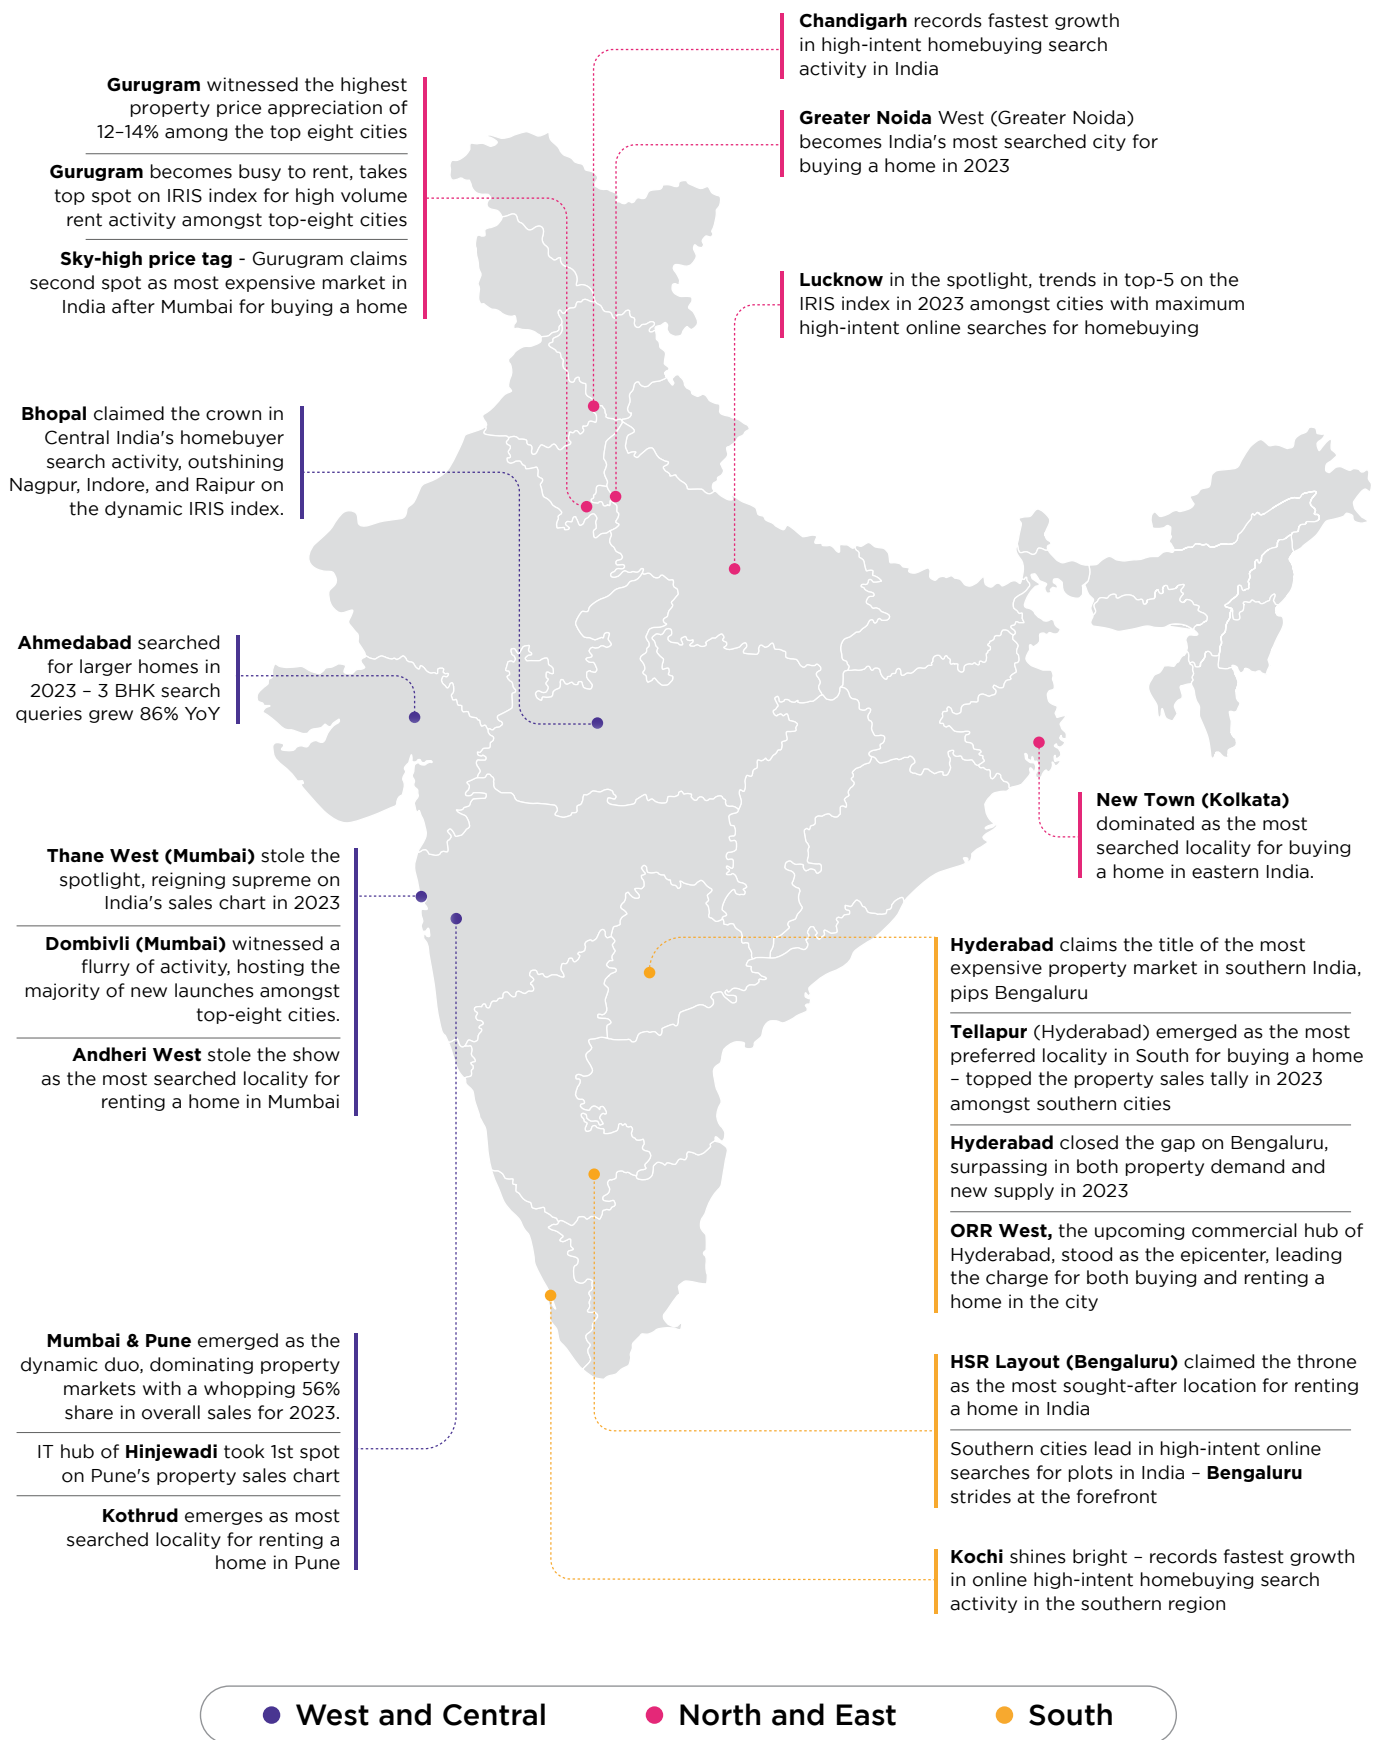 Chandigarh records fastest growth
in high-intent homebuying search
activity in India
Gurugram witnessed the highest
property price appreciation of
12–14% among the top eight cities
Gurugram becomes busy to rent, takes
top spot on IRIS index for high volume
rent activity amongst top-eight cities
Sky-high price tag - Gurugram claims
second spot as most expensive market in
India after Mumbai for buying a home
Greater Noida West (Greater Noida)
becomes India's most searched city for
buying a home in 2023
Lucknow in the spotlight, trends in top-5 on the
IRIS index in 2023 amongst cities with maximum
high-intent online searches for homebuying
Bhopal claimed the crown in
Central India's homebuyer
search activity, outshining
Nagpur, Indore, and Raipur on
the dynamic IRIS index.
Ahmedabad searched
for larger homes in
2023 – 3 BHK search
queries grew 86% YoY
New Town (Kolkata)
dominated as the most
searched locality for buying
a home in eastern India.
Thane West (Mumbai) stole the
spotlight, reigning supreme on
India's sales chart in 2023
Dombivli (Mumbai) witnessed a
flurry of activity, hosting the
majority of new launches amongst
top-eight cities.
Andheri West stole the show
as the most searched locality for
renting a home in Mumbai
Hyderabad claims the title of the most
expensive property market in southern India,
pips Bengaluru
Tellapur (Hyderabad) emerged as the most
preferred locality in South for buying a home
– topped the property sales tally in 2023
amongst southern cities
Hyderabad closed the gap on Bengaluru,
surpassing in both property demand and
new supply in 2023
ORR West, the upcoming commercial hub of
Hyderabad, stood as the epicenter, leading
the charge for both buying and renting a
home in the city
Mumbai & Pune emerged as the
dynamic duo, dominating property
markets with a whopping 56%
share in overall sales for 2023.
IT hub of Hinjewadi took 1st spot
on Pune's property sales chart
Kothrud emerges as most
searched locality for renting a
home in Pune
HSR Layout (Bengaluru) claimed the throne
as the most sought-after location for renting
a home in India
Southern cities lead in high-intent online
searches for plots in India – Bengaluru
strides at the forefront
Kochi shines bright – records fastest growth
in online high-intent homebuying search
activity in the southern region
West and Central
North and East
South